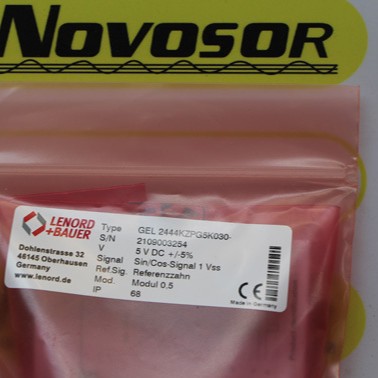 NOVOSOR
LENORD
+BAUER
Dohlenstrasse 32
46145 Oberhausen
Germany
www.lenord.de
Type GEL 2444KZPG5K030-
S/N 2109003254
V 5 V DC +/-5%
Signal Sin/Cos-Signal 1 Vss
Ref.Sig. Referenzzahn
Mod. Modul 0,5
IP 68
CE
Made in Germany